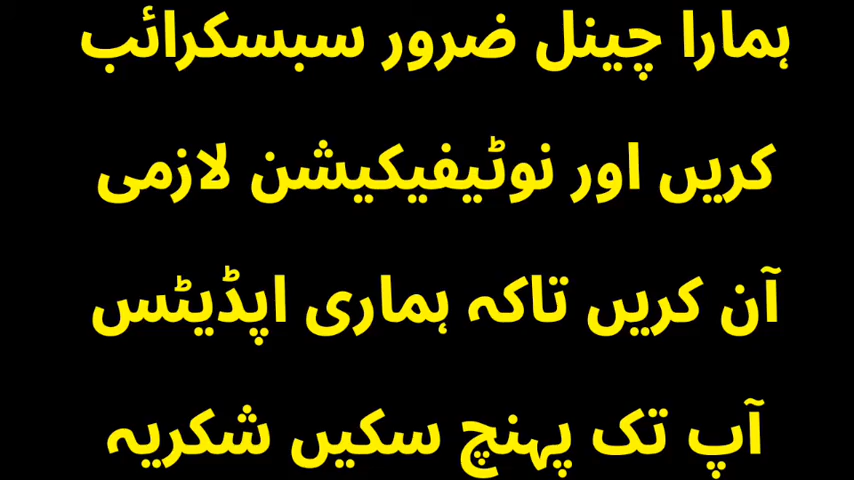 ہمارا چینل ضرور سبسکرائب
کریں اور نوٹیفیکیشن لازمی
آن کریں تاکہ ہماری اپڈیٹس
آپ تک پہنچ سکیں شکریہ